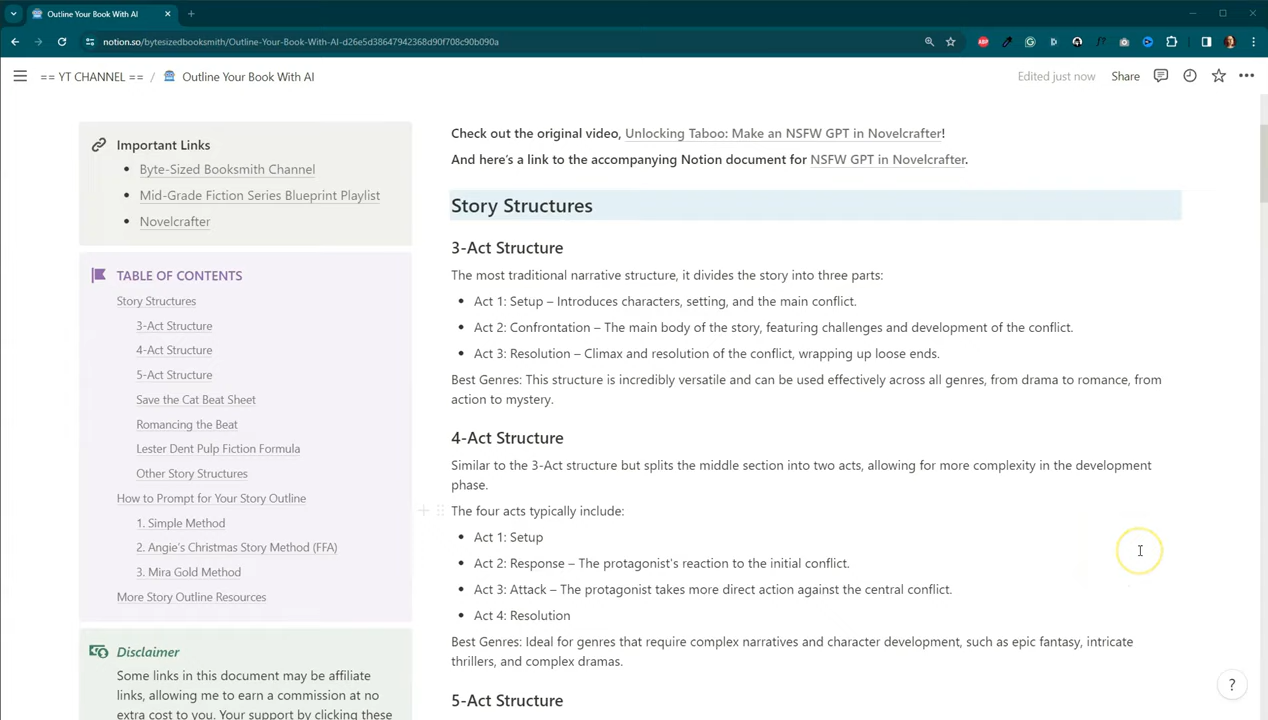 Outline Your Book With AI
notion.so/bytesizedbooksmith/Outline-Your-Book-With-AI-d26e5d38647942368d90f708c90b090a
== YT CHANNEL == / Outline Your Book With AI
Edited just now
Share
Important Links
Byte-Sized Booksmith Channel
Mid-Grade Fiction Series Blueprint Playlist
Novelcrafter
TABLE OF CONTENTS
Story Structures
3-Act Structure
4-Act Structure
5-Act Structure
Save the Cat Beat Sheet
Romancing the Beat
Lester Dent Pulp Fiction Formula
Other Story Structures
How to Prompt for Your Story Outline
1. Simple Method
2. Angie's Christmas Story Method (FFA)
3. Mira Gold Method
More Story Outline Resources
Disclaimer
Some links in this document may be affiliate
links, allowing me to earn a commission at no
extra cost to you. Your support by clicking these
Check out the original video, Unlocking Taboo: Make an NSFW GPT in Novelcrafter!
And here's a link to the accompanying Notion document for NSFW GPT in Novelcrafter.
Story Structures
3-Act Structure
The most traditional narrative structure, it divides the story into three parts:
Act 1: Setup – Introduces characters, setting, and the main conflict.
Act 2: Confrontation – The main body of the story, featuring challenges and development of the conflict.
Act 3: Resolution – Climax and resolution of the conflict, wrapping up loose ends.
Best Genres: This structure is incredibly versatile and can be used effectively across all genres, from drama to romance, from
action to mystery.
4-Act Structure
Similar to the 3-Act structure but splits the middle section into two acts, allowing for more complexity in the development
phase.
The four acts typically include:
Act 1: Setup
Act 2: Response – The protagonist's reaction to the initial conflict.
Act 3: Attack – The protagonist takes more direct action against the central conflict.
Act 4: Resolution
Best Genres: Ideal for genres that require complex narratives and character development, such as epic fantasy, intricate
thrillers, and complex dramas.
5-Act Structure
?